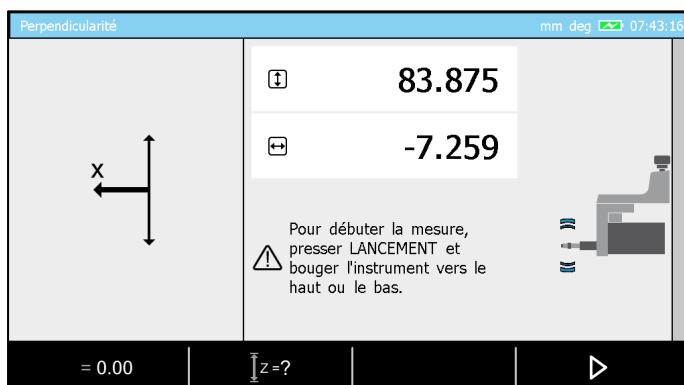 Perpendicularité
mm deg 07:43:16
83.875
X
-7.259
Pour débuter la mesure,
presser LANCEMENT et
bouger l'instrument vers le
haut ou le bas.
= 0.00
Z =?